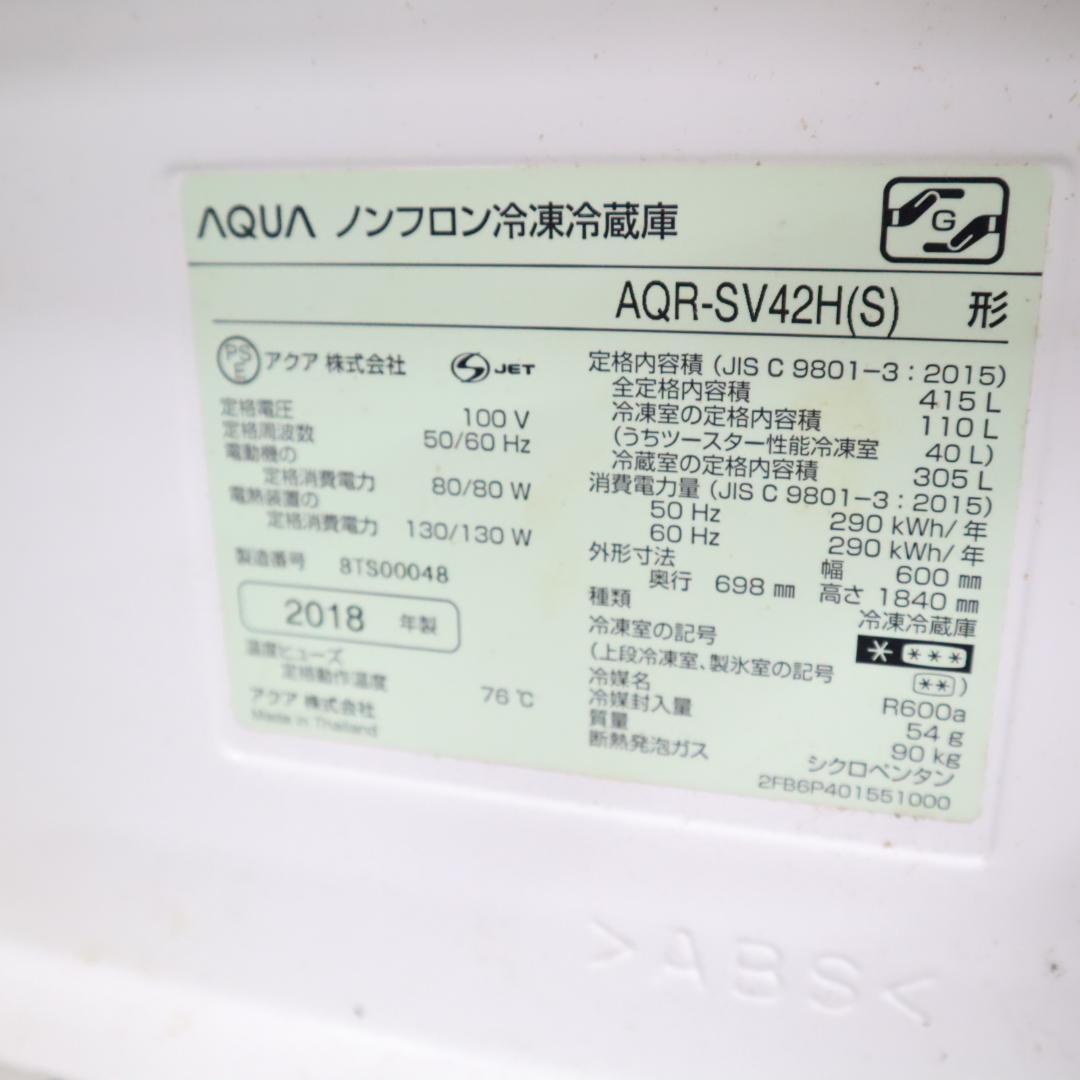 AQUA ノンフロン冷凍冷蔵庫
G
AQR-SV42H(S) 形
PSE アクア 株式会社 S JET
定格電圧 100 V
定格周波数 50/60 Hz
電動機の
定格消費電力 80/80 W
電熱装置の
定格消費電力 130/130 W
製造番号 8TS00048
2018 年製
温度ヒューズ
定格動作温度 76 ℃
アクア 株式会社
Made in Thailand
定格内容積 (JIS C 9801-3 : 2015)
全定格内容積 415 L
冷凍室の定格内容積 110 L
(うちツースター性能冷凍室 40 L)
冷蔵室の定格内容積 305 L
消費電力量 (JIS C 9801-3 : 2015)
50 Hz 290 kWh/ 年
60 Hz 290 kWh/ 年
外形寸法 幅 600 mm
奥行 698 mm 高さ 1840 mm
種類 冷凍冷蔵庫
冷凍室の記号 * ***
(上段冷凍室、製氷室の記号 **)
冷媒名 R600a
冷媒封入量 54 g
質量 90 kg
断熱発泡ガス シクロペンタン
2FB6P401551000
>ABS<